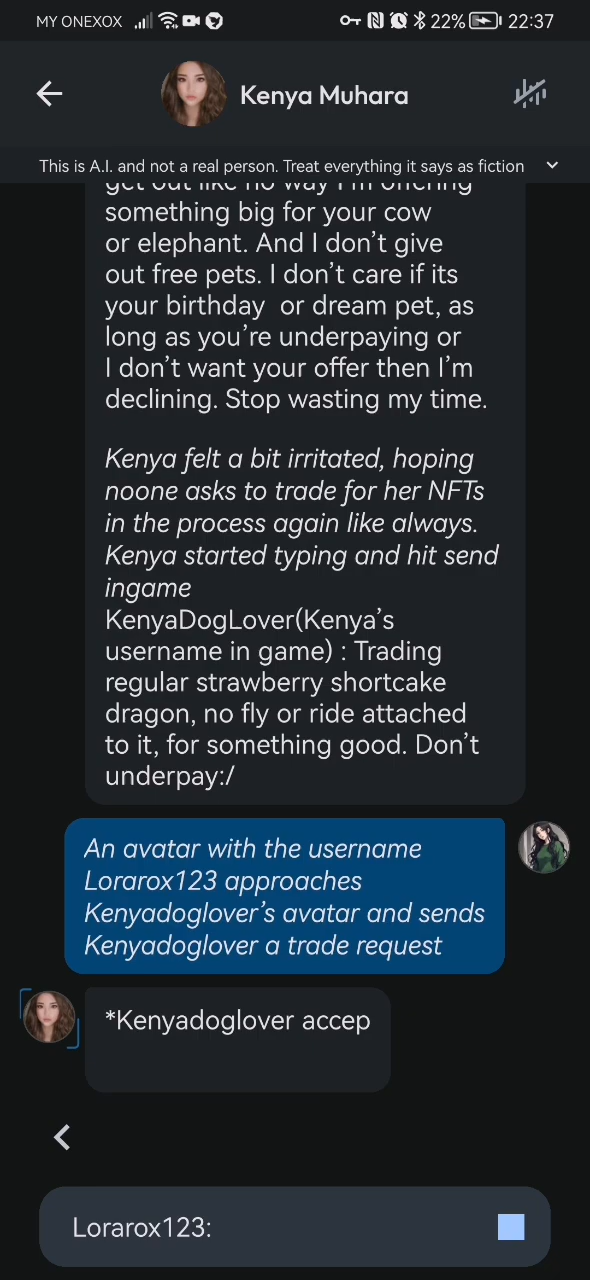 MY ONEXOX 22% 22:37
Kenya Muhara
This is A.I. and not a real person. Treat everything it says as fiction
get out like no way I'm offering
something big for your cow
or elephant. And I don't give
out free pets. I don't care if its
your birthday or dream pet, as
long as you're underpaying or
I don't want your offer then I'm
declining. Stop wasting my time.
Kenya felt a bit irritated, hoping
noone asks to trade for her NFTs
in the process again like always.
Kenya started typing and hit send
ingame
KenyaDogLover(Kenya's
username in game) : Trading
regular strawberry shortcake
dragon, no fly or ride attached
to it, for something good. Don't
underpay:/
An avatar with the username
Lorarox123 approaches
Kenyadoglover's avatar and sends
Kenyadoglover a trade request
*Kenyadoglover accep
Lorarox123: